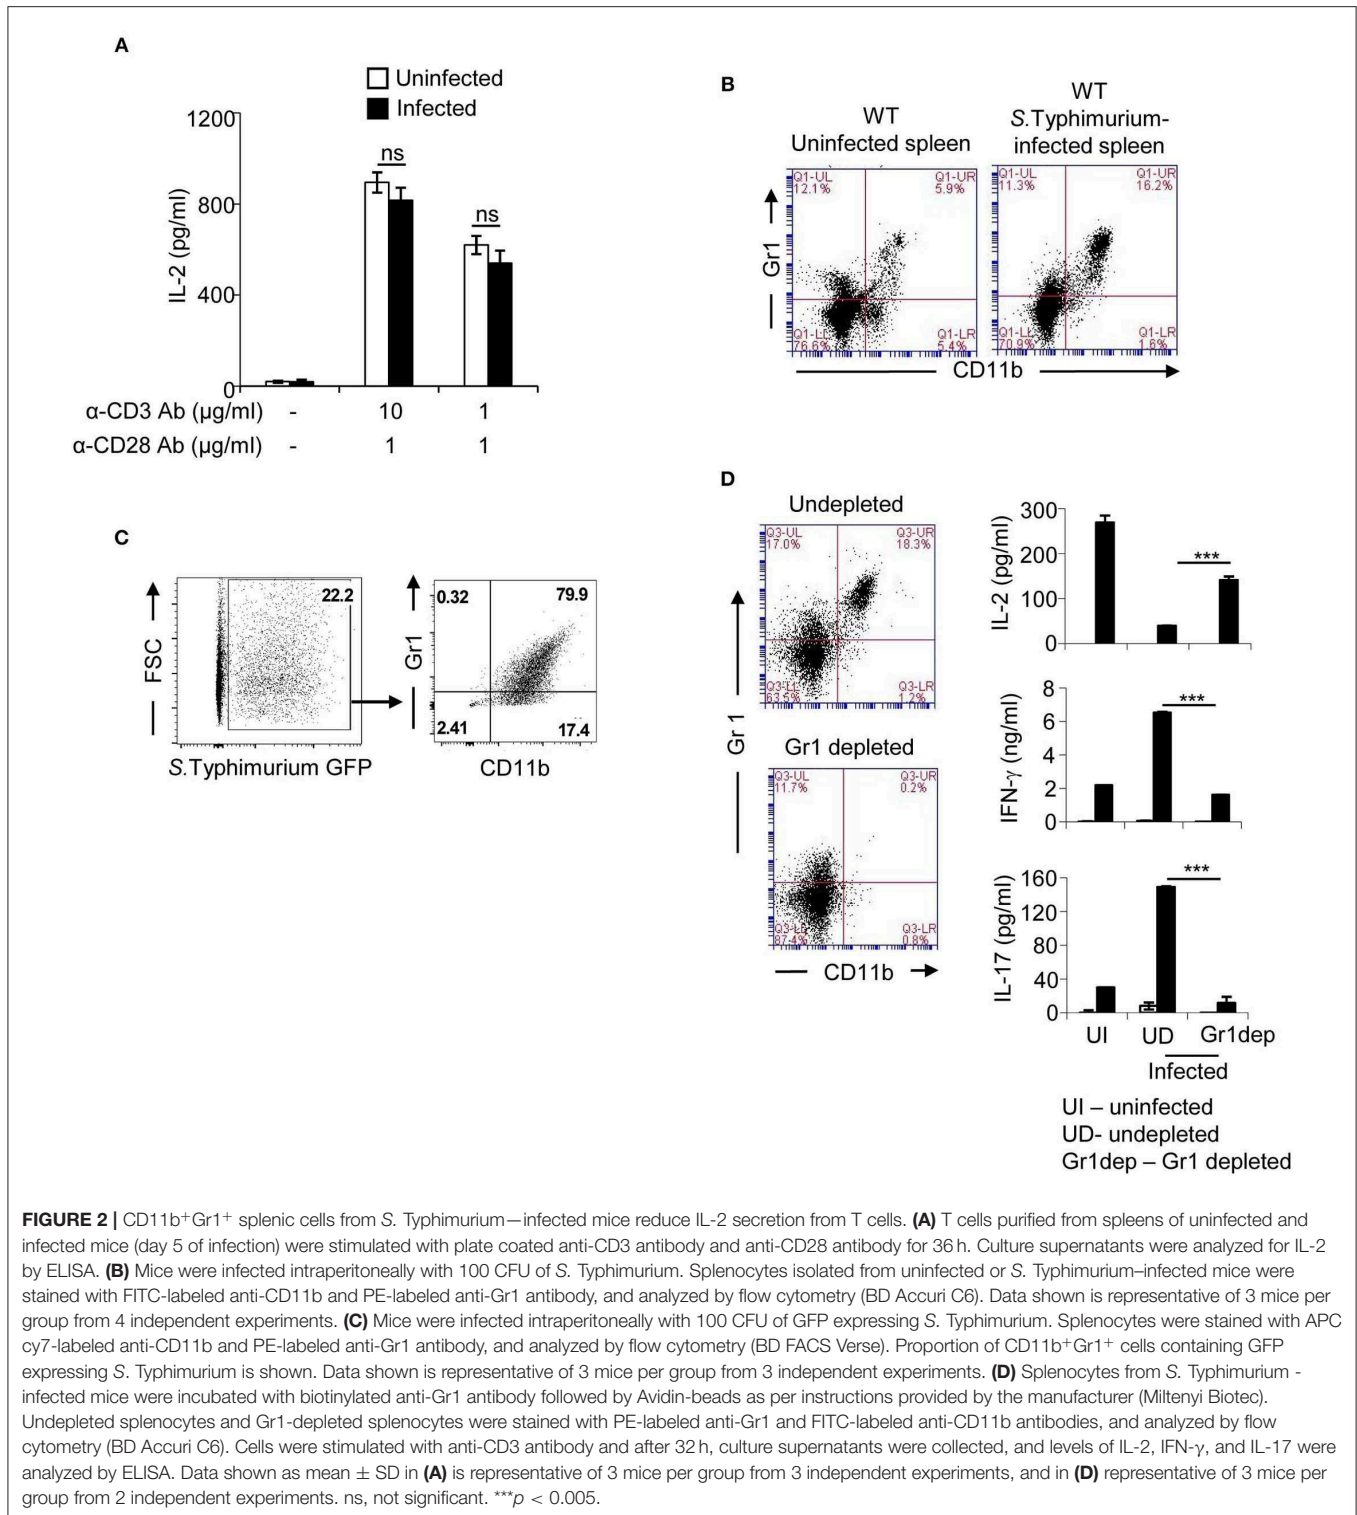 A
Uninfected
Infected
1200
800
400
0
IL-2 (pg/ml)
ns
ns
α-CD3 Ab (µg/ml) - 10 1
α-CD28 Ab (µg/ml) - 1 1
B
WT
Uninfected spleen
WT
S.Typhimurium-
infected spleen
Q1-UL
12.1%
Q1-UR
5.9%
Q1-LL
76.6%
Q1-LR
5.4%
Q1-UL
11.3%
Q1-UR
16.2%
Q1-LL
70.9%
Q1-LR
1.6%
Gr1
CD11b
C
FSC
22.2
S.Typhimurium GFP
Gr1
0.32
79.9
2.41
17.4
CD11b
D
Undepleted
Q3-UL
17.0%
Q3-UR
18.3%
Q3-LL
63.5%
Q3-LR
1.2%
Gr 1
Gr1 depleted
Q3-UL
11.7%
Q3-UR
0.2%
Q3-LL
87.4%
Q3-LR
0.8%
CD11b
IL-2 (pg/ml)
300
200
100
0
***
IFN-γ (ng/ml)
8
6
4
2
0
***
IL-17 (pg/ml)
160
120
80
40
0
***
UI UD Gr1dep
Infected
UI – uninfected
UD- undepleted
Gr1dep – Gr1 depleted
FIGURE 2 | CD11b+Gr1+ splenic cells from S. Typhimurium—infected mice reduce IL-2 secretion from T cells. (A) T cells purified from spleens of uninfected and
infected mice (day 5 of infection) were stimulated with plate coated anti-CD3 antibody and anti-CD28 antibody for 36 h. Culture supernatants were analyzed for IL-2
by ELISA. (B) Mice were infected intraperitoneally with 100 CFU of S. Typhimurium. Splenocytes isolated from uninfected or S. Typhimurium–infected mice were
stained with FITC-labeled anti-CD11b and PE-labeled anti-Gr1 antibody, and analyzed by flow cytometry (BD Accuri C6). Data shown is representative of 3 mice per
group from 4 independent experiments. (C) Mice were infected intraperitoneally with 100 CFU of GFP expressing S. Typhimurium. Splenocytes were stained with APC
cy7-labeled anti-CD11b and PE-labeled anti-Gr1 antibody, and analyzed by flow cytometry (BD FACS Verse). Proportion of CD11b+Gr1+ cells containing GFP
expressing S. Typhimurium is shown. Data shown is representative of 3 mice per group from 3 independent experiments. (D) Splenocytes from S. Typhimurium -
infected mice were incubated with biotinylated anti-Gr1 antibody followed by Avidin-beads as per instructions provided by the manufacturer (Miltenyi Biotec).
Undepleted splenocytes and Gr1-depleted splenocytes were stained with PE-labeled anti-Gr1 and FITC-labeled anti-CD11b antibodies, and analyzed by flow
cytometry (BD Accuri C6). Cells were stimulated with anti-CD3 antibody and after 32 h, culture supernatants were collected, and levels of IL-2, IFN-γ, and IL-17 were
analyzed by ELISA. Data shown as mean ± SD in (A) is representative of 3 mice per group from 3 independent experiments, and in (D) representative of 3 mice per
group from 2 independent experiments. ns, not significant. ***p < 0.005.